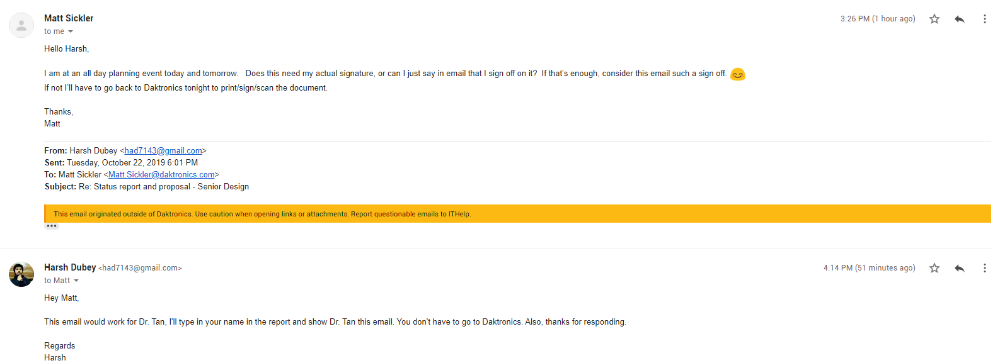 Matt Sickler
3:26 PM (1 hour ago)
to me
Hello Harsh,
I am at an all day planning event today and tomorrow.   Does this need my actual signature, or can I just say in email that I sign off on it?  If that's enough, consider this email such a sign off. 😊
If not I'll have to go back to Daktronics tonight to print/sign/scan the document.
Thanks,
Matt
From: Harsh Dubey <had7143@gmail.com>
Sent: Tuesday, October 22, 2019 6:01 PM
To: Matt Sickler <Matt.Sickler@daktronics.com>
Subject: Re: Status report and proposal - Senior Design
This email originated outside of Daktronics. Use caution when opening links or attachments. Report questionable emails to ITHelp.
Harsh Dubey <had7143@gmail.com>
4:14 PM (51 minutes ago)
to Matt
Hey Matt,
This email would work for Dr. Tan, I'll type in your name in the report and show Dr. Tan this email. You don't have to go to Daktronics. Also, thanks for responding.
Regards
Harsh